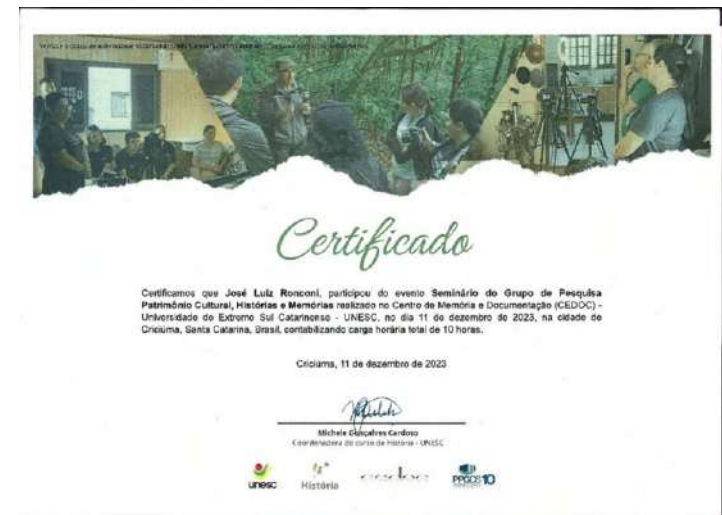 Certificado
Certificamos que José Luiz Ronconi, participou do evento Seminário do Grupo de Pesquisa
Patrimônio Cultural, Histórias e Memórias realizado no Centro de Memória e Documentação (CEDOC) -
Universidade do Extremo Sul Catarinense - UNESC, no dia 11 de dezembro de 2023, na cidade de
Criciúma, Santa Catarina, Brasil, contabilizando carga horária total de 10 horas.
Criciúma, 11 de dezembro de 2023
Michele Gonçalves Cardoso
Coordenadora do curso de História - UNESC
unesc
História
cedoc
PPGCS 10